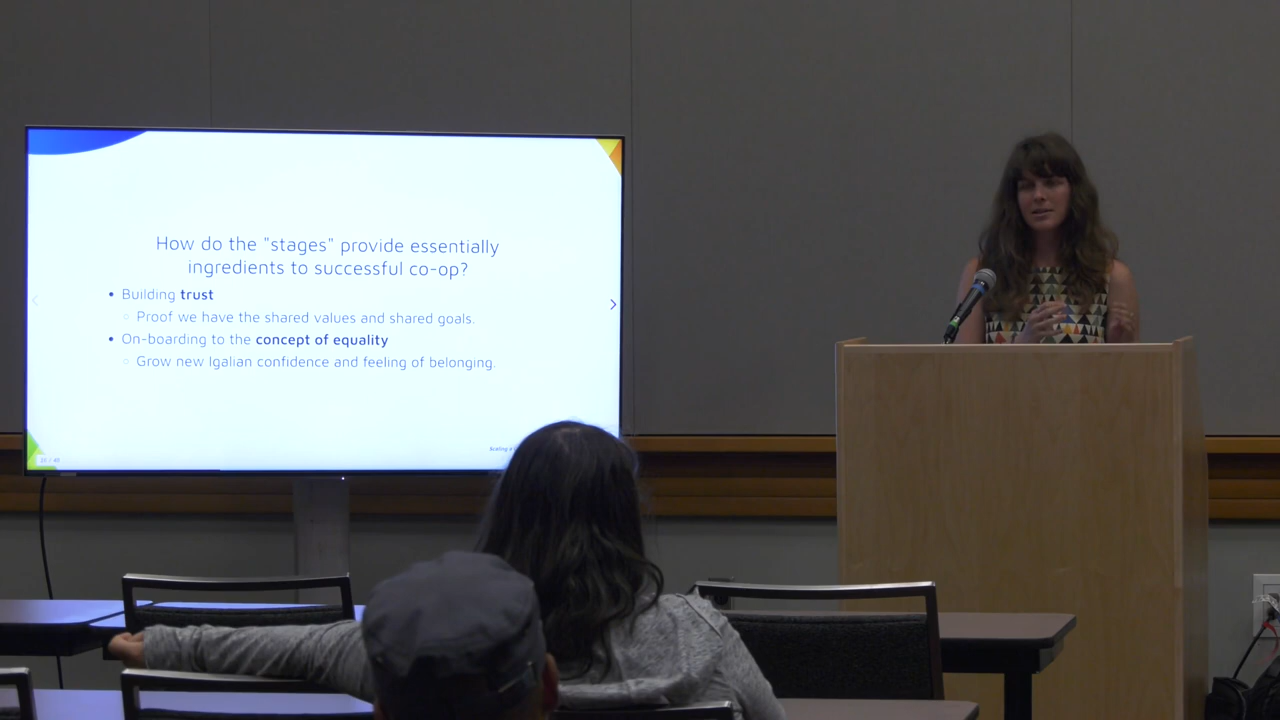 How do the "stages" provide essentially
ingredients to successful co-op?
• Building trust
○ Proof we have the shared values and shared goals.
• On-boarding to the concept of equality
○ Grow new Igalian confidence and feeling of belonging.
Scaling